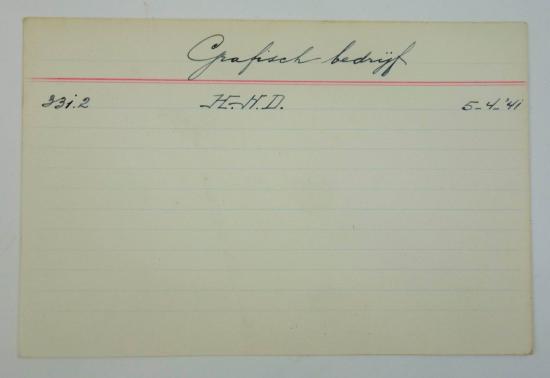 Grafisch bedrijf
331.2 H.H.D. 5-4-'41